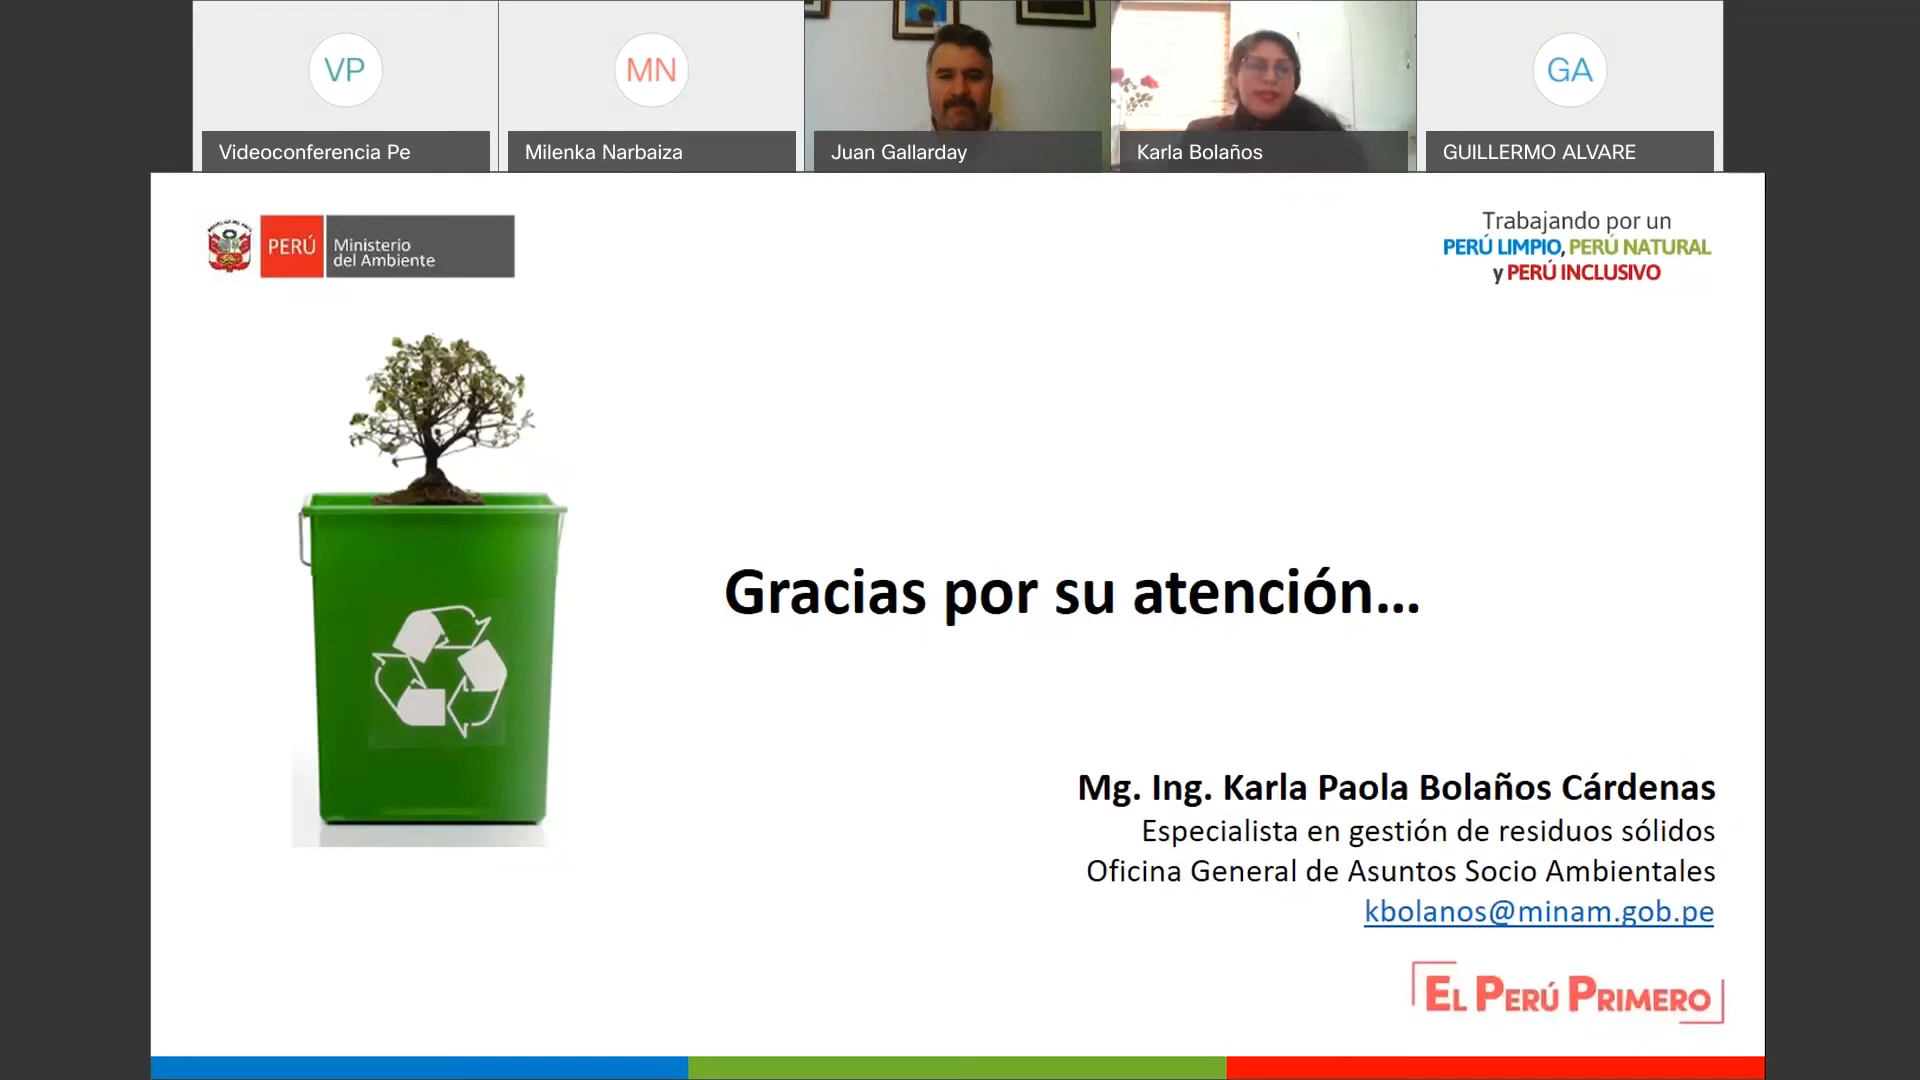 VP
MN
GA
Videoconferencia Pe
Milenka Narbaiza
Juan Gallarday
Karla Bolaños
GUILLERMO ALVARE
PERÚ
Ministerio
del Ambiente
Trabajando por un
PERÚ LIMPIO, PERÚ NATURAL
y PERÚ INCLUSIVO
Gracias por su atención...
Mg. Ing. Karla Paola Bolaños Cárdenas
Especialista en gestión de residuos sólidos
Oficina General de Asuntos Socio Ambientales
kbolanos@minam.gob.pe
EL PERÚ PRIMERO